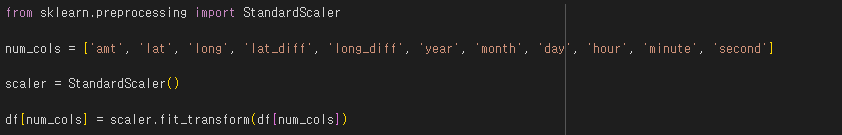 from sklearn.preprocessing import StandardScaler
num_cols = ['amt', 'lat', 'long', 'lat_diff', 'long_diff', 'year', 'month', 'day', 'hour', 'minute', 'second']
scaler = StandardScaler()
df[num_cols] = scaler.fit_transform(df[num_cols])